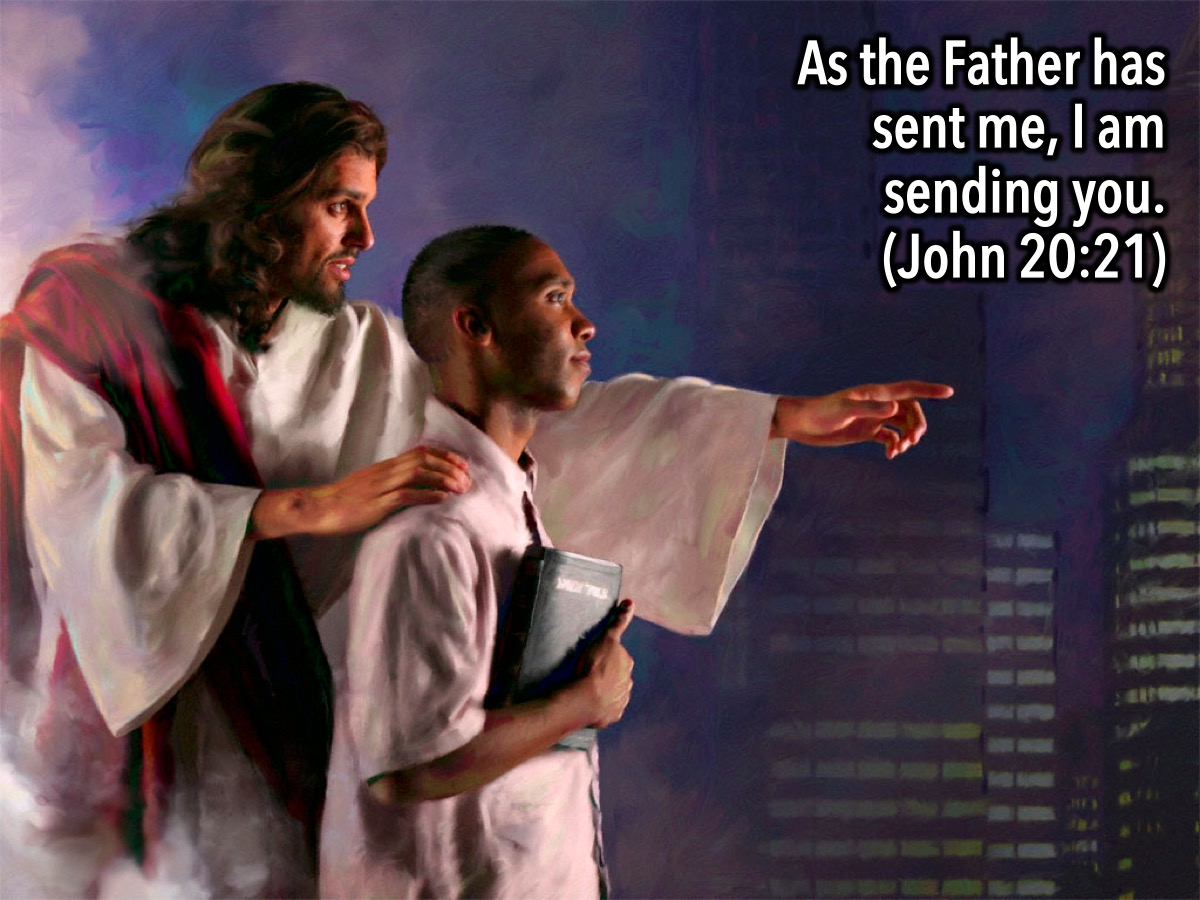 As the Father has
sent me, I am
sending you.
(John 20:21)